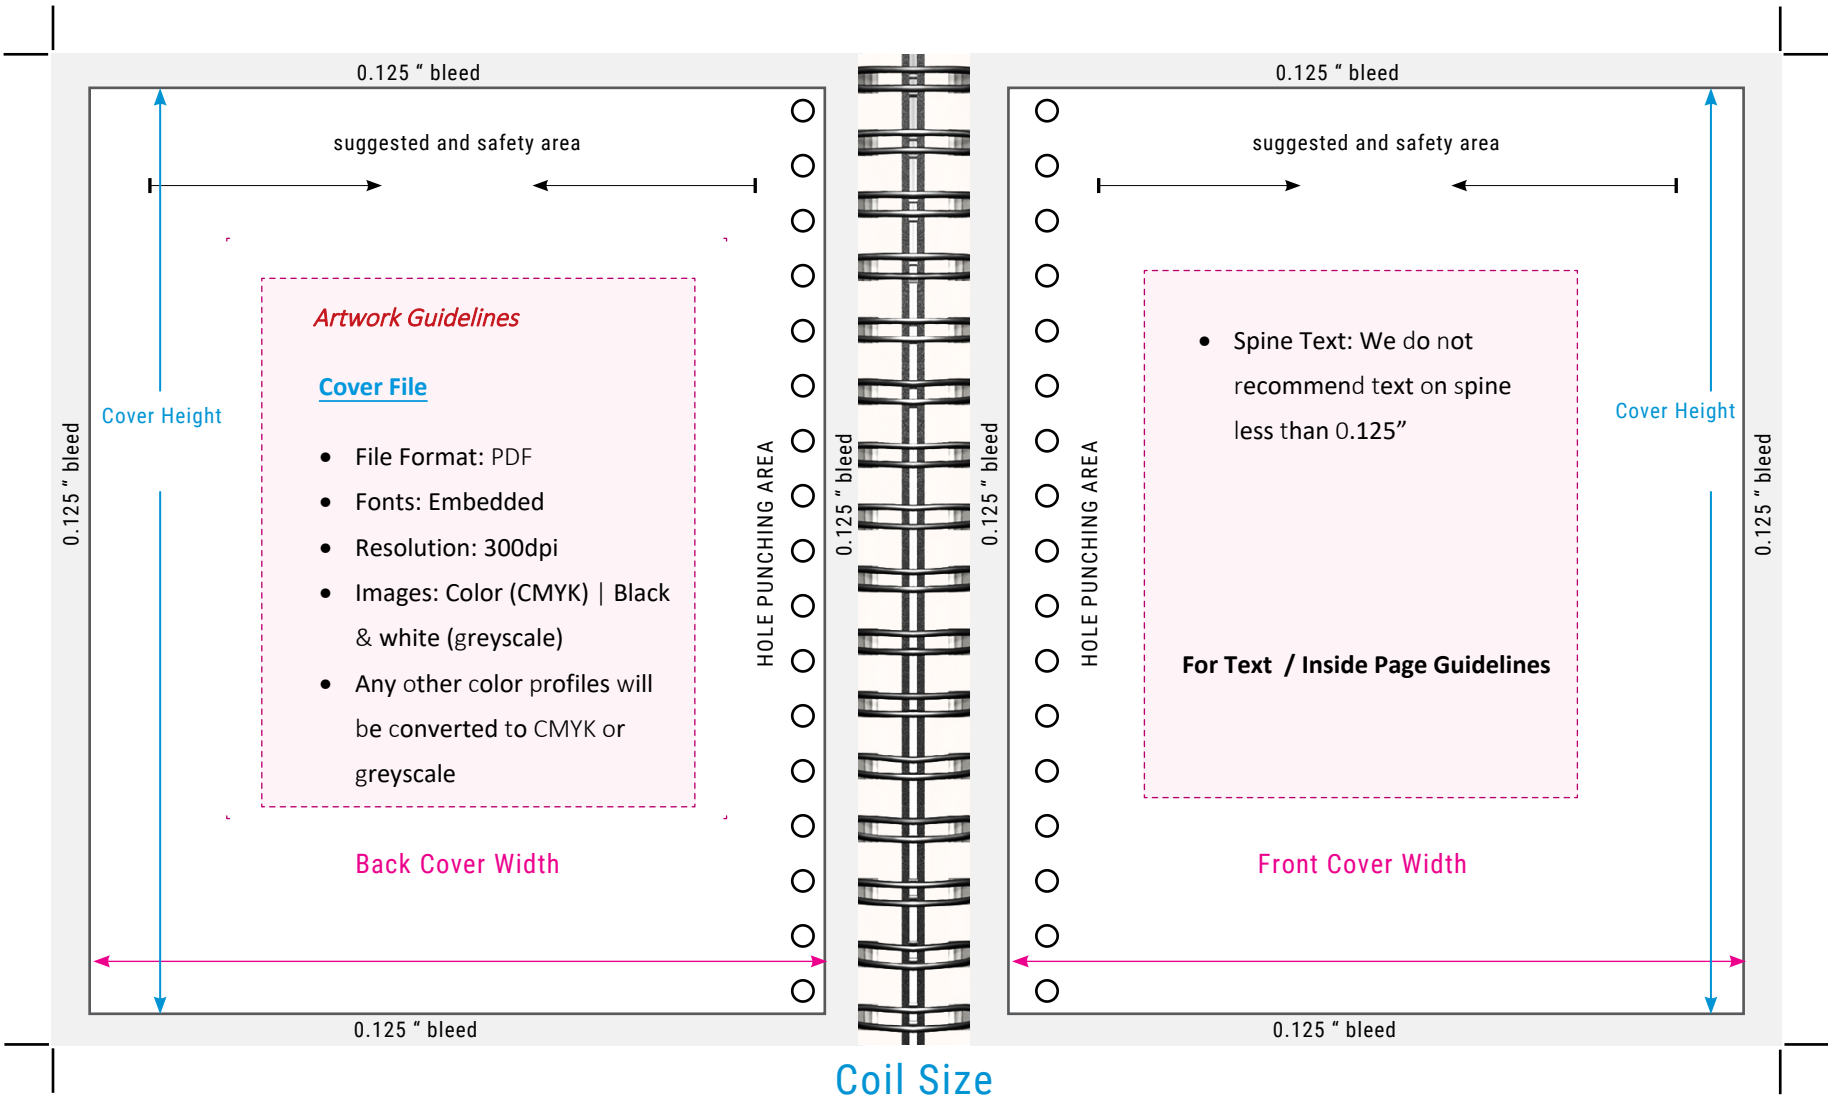 0.125 “ bleed
suggested and safety area
Artwork Guidelines
Cover File
• File Format: PDF
• Fonts: Embedded
• Resolution: 300dpi
• Images: Color (CMYK) | Black
& white (greyscale)
• Any other color profiles will
be converted to CMYK or
greyscale
Cover Height
0.125 “ bleed
HOLE PUNCHING AREA
0.125 “ bleed
Back Cover Width
0.125 “ bleed
0.125 “ bleed
suggested and safety area
• Spine Text: We do not
recommend text on spine
less than 0.125”
For Text / Inside Page Guidelines
0.125 “ bleed
HOLE PUNCHING AREA
Cover Height
0.125 “ bleed
Front Cover Width
0.125 “ bleed
Coil Size